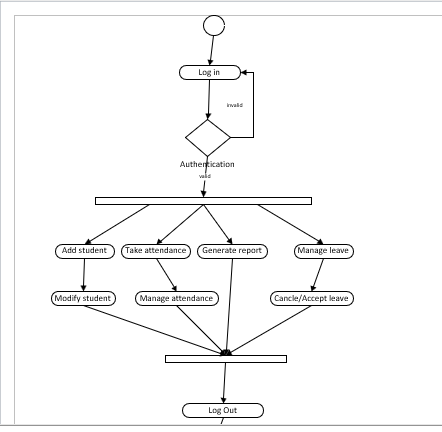 Log in
invalid
Authentication
valid
Add student
Take attendance
Generate report
Manage leave
Modify student
Manage attendance
Cancle/Accept leave
Log Out